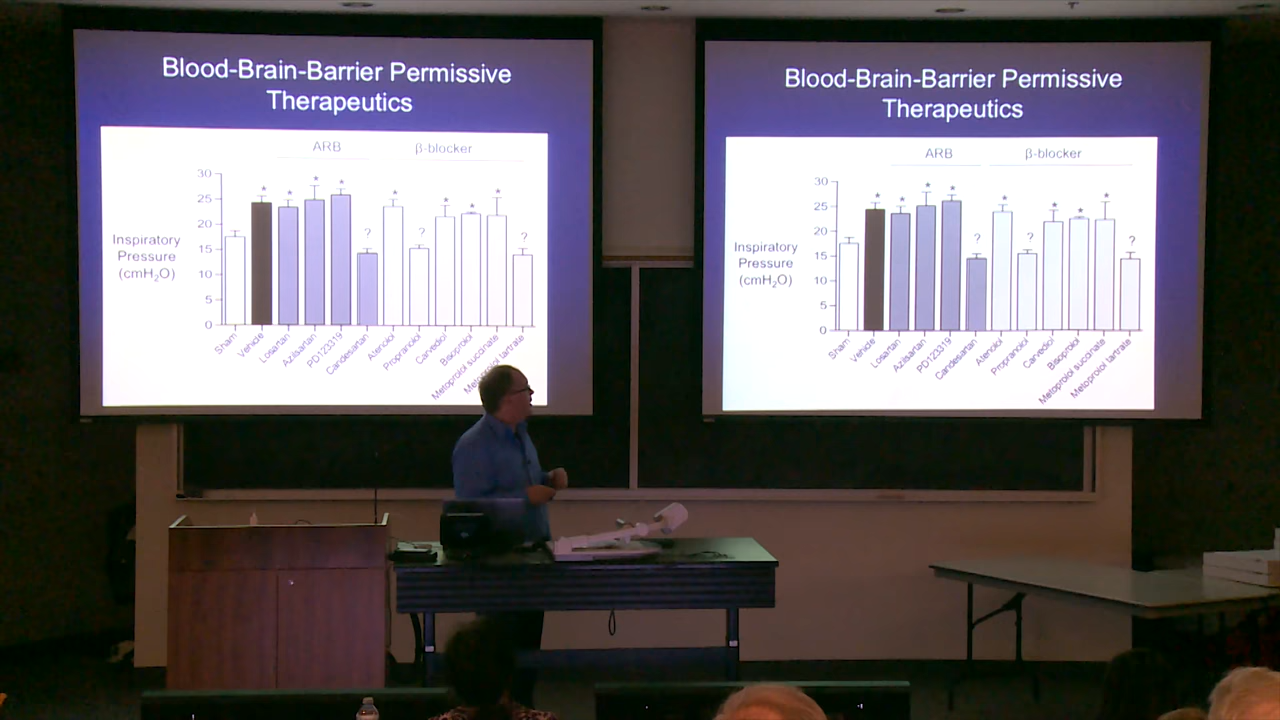 Blood-Brain-Barrier Permissive
Therapeutics
ARB
β-blocker
30
25
20
15
10
5
0
Inspiratory
Pressure
(cmH₂O)
* * * * ? * ? * * * ?
Sham
Vehicle
Losartan
Azilsartan
PD123319
Candesartan
Atenolol
Propranolol
Carvediol
Bisoprolol
Metoprolol succinate
Metoprolol tartrate
Blood-Brain-Barrier Permissive
Therapeutics
ARB
β-blocker
30
25
20
15
10
5
0
Inspiratory
Pressure
(cmH₂O)
* * * * ? * ? * * * ?
Sham
Vehicle
Losartan
Azilsartan
PD123319
Candesartan
Atenolol
Propranolol
Carvediol
Bisoprolol
Metoprolol succinate
Metoprolol tartrate